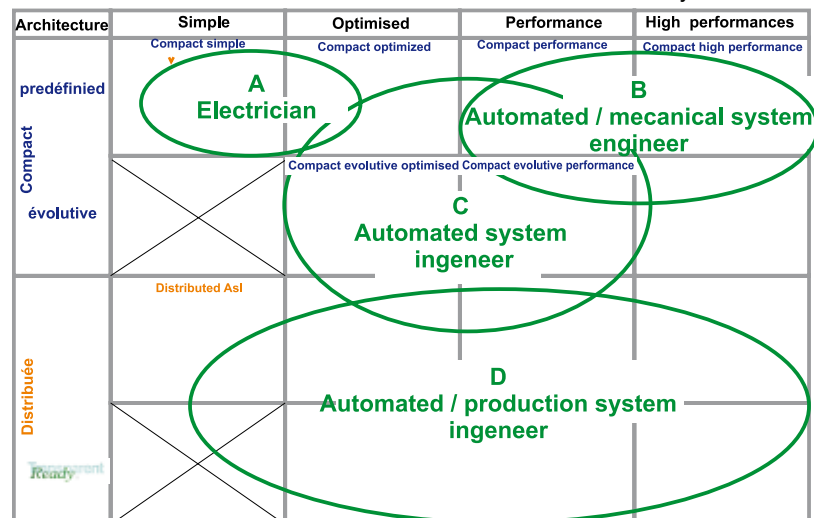 Architecture Simple Optimised Performance High performances
Compact simple Compact optimized Compact performance Compact high performance
prédéfinied
A
Electrician
B
Automated / mecanical system
engineer
Compact
Compact evolutive optimised Compact evolutive performance
évolutive
C
Automated system
ingeneer
Distributed AsI
Distribuée
D
Automated / production system
ingeneer
Transparent
Ready